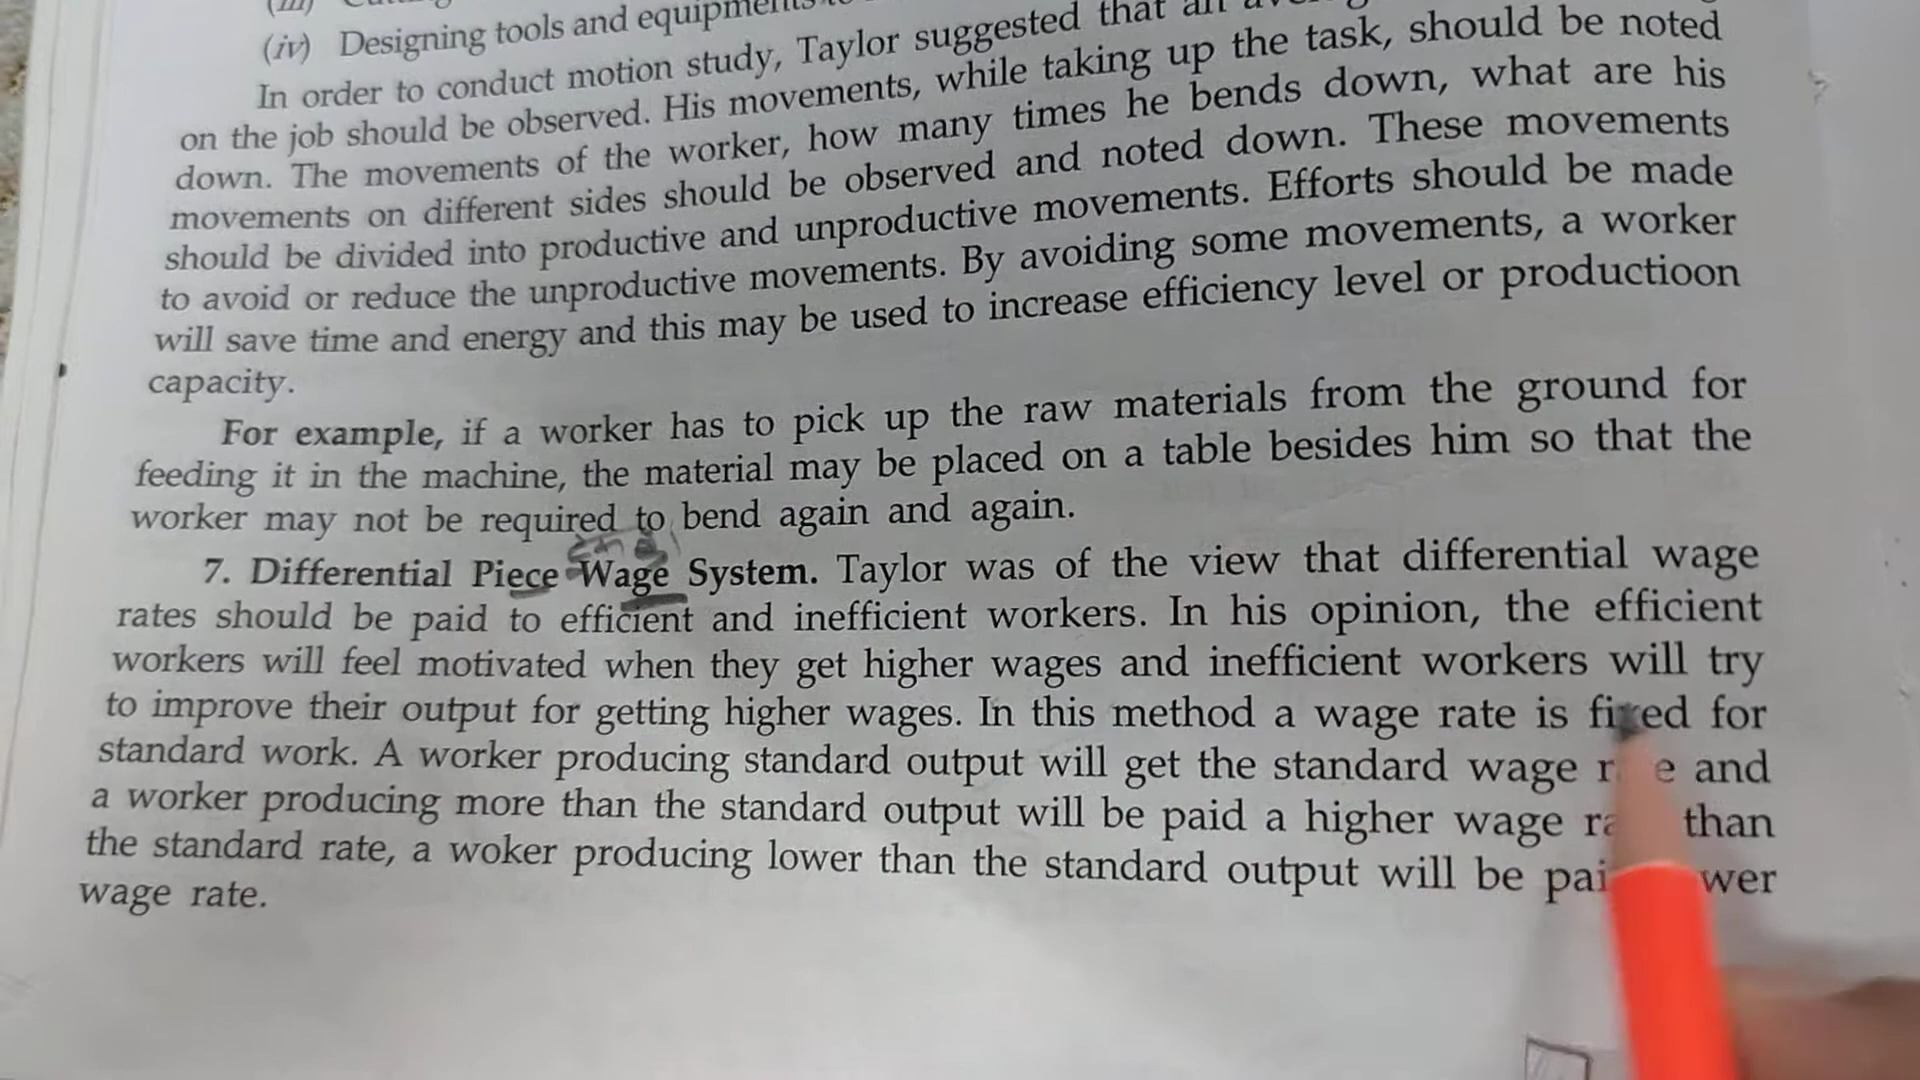 (iii)
(iv) Designing tools and equipments
In order to conduct motion study, Taylor suggested that an
on the job should be observed. His movements, while taking up the task, should be noted
down. The movements of the worker, how many times he bends down, what are his
movements on different sides should be observed and noted down. These movements
should be divided into productive and unproductive movements. Efforts should be made
to avoid or reduce the unproductive movements. By avoiding some movements, a worker
will save time and energy and this may be used to increase efficiency level or productioon
capacity.
For example, if a worker has to pick up the raw materials from the ground for
feeding it in the machine, the material may be placed on a table besides him so that the
worker may not be required to bend again and again.
7. Differential Piece Wage System. Taylor was of the view that differential wage
rates should be paid to efficient and inefficient workers. In his opinion, the efficient
workers will feel motivated when they get higher wages and inefficient workers will try
to improve their output for getting higher wages. In this method a wage rate is fixed for
standard work. A worker producing standard output will get the standard wage and
a worker producing more than the standard output will be paid a higher wage than
the standard rate, a woker producing lower than the standard output will be
wage rate.